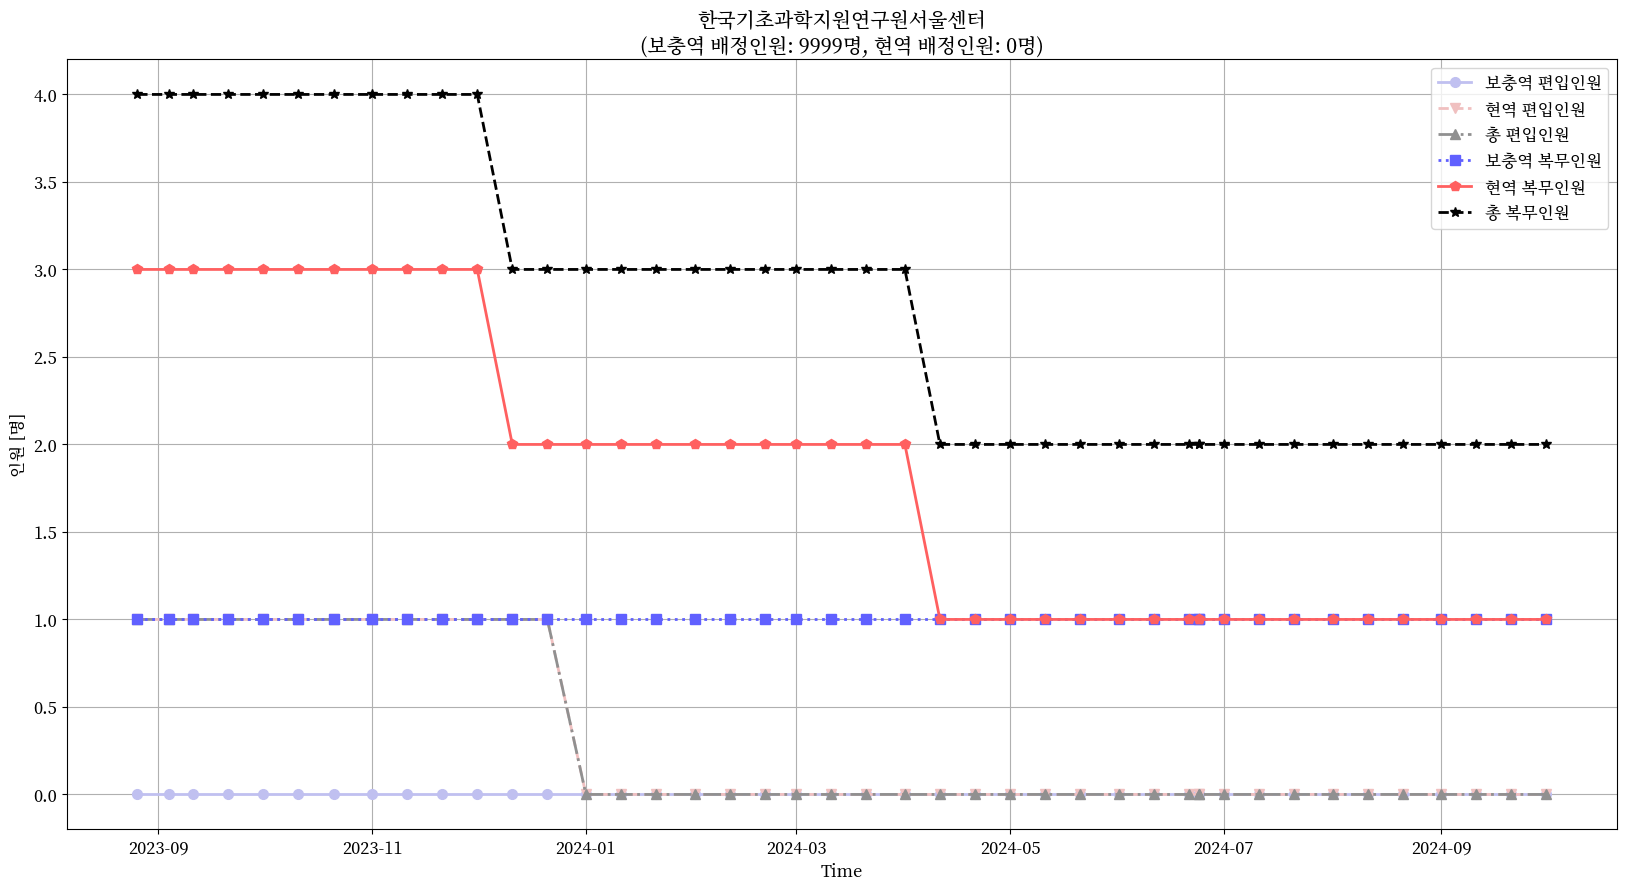 한국기초과학지원연구원서울센터
(보충역 배정인원: 9999명, 현역 배정인원: 0명)
보충역 편입인원
현역 편입인원
총 편입인원
보충역 복무인원
현역 복무인원
총 복무인원
인원 [명]
4.0
3.5
3.0
2.5
2.0
1.5
1.0
0.5
0.0
2023-09 2023-11 2024-01 2024-03 2024-05 2024-07 2024-09
Time